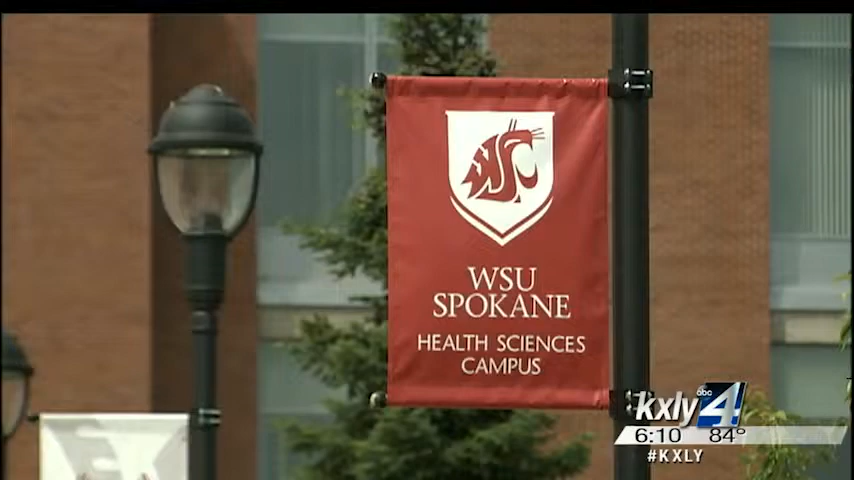 WSU
SPOKANE
HEALTH SCIENCES
CAMPUS
kxly abc 4
6:10 84°
#KXLY